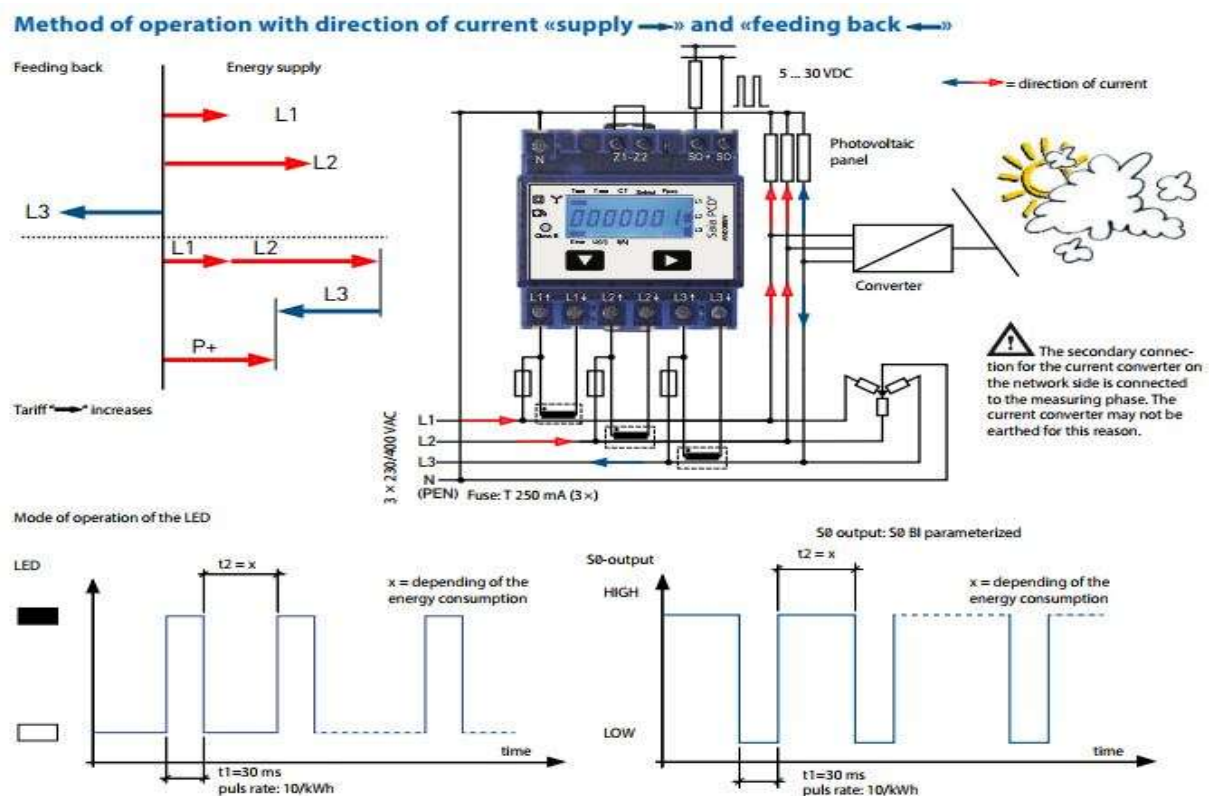 Method of operation with direction of current «supply →» and «feeding back ←»
Feeding back
Energy supply
L1
L2
L3
L1
L2
L3
P+
Tariff "→" increases
5 ... 30 VDC
= direction of current
N
Z1-Z2
S0+
S0-
Photovoltaic
panel
Converter
0000001
L1↑
L1↓
L2↑
L2↓
L3↑
L3↓
The secondary connec-
tion for the current converter on
the network side is connected
to the measuring phase. The
current converter may not be
earthed for this reason.
3 × 230/400 VAC
L1
L2
L3
N
(PEN)
Fuse: T 250 mA (3×)
Mode of operation of the LED
LED
t2 = x
x = depending of the
energy consumption
time
t1=30 ms
puls rate: 10/kWh
S0 output: S0 BI parameterized
S0-output
HIGH
t2 = x
x = depending of the
energy consumption
LOW
time
t1=30 ms
puls rate: 10/kWh